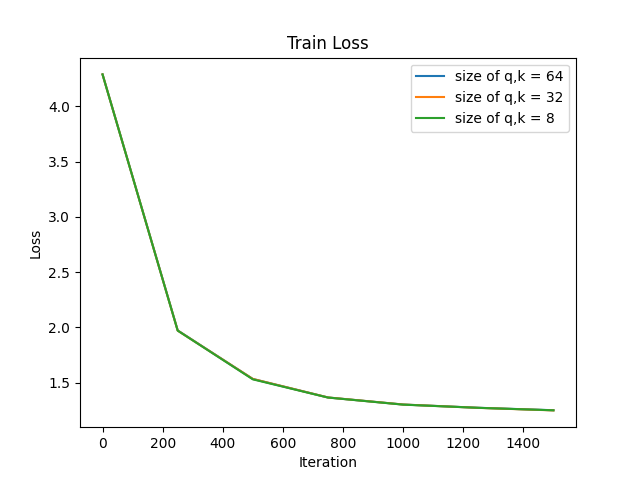 Train Loss
size of q,k = 64
size of q,k = 32
size of q,k = 8
Loss
4.0
3.5
3.0
2.5
2.0
1.5
0 200 400 600 800 1000 1200 1400
Iteration